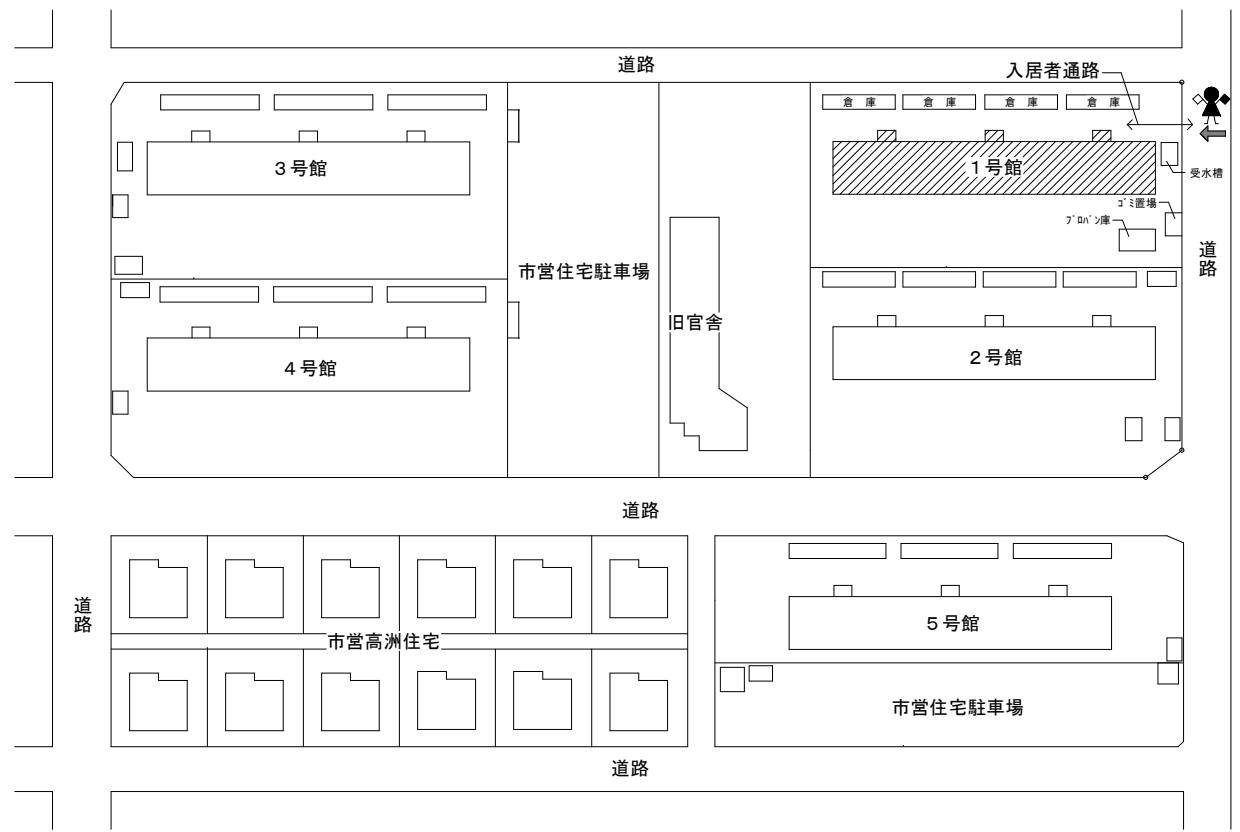 道路
入居者通路
倉 庫
倉 庫
倉 庫
倉 庫
3号館
1号館
受水槽
ｺﾞﾐ置場
ﾌﾟﾛﾊﾟﾝ庫
道路
市営住宅駐車場
旧官舎
4号館
2号館
道路
道路
5号館
市営高洲住宅
市営住宅駐車場
道路